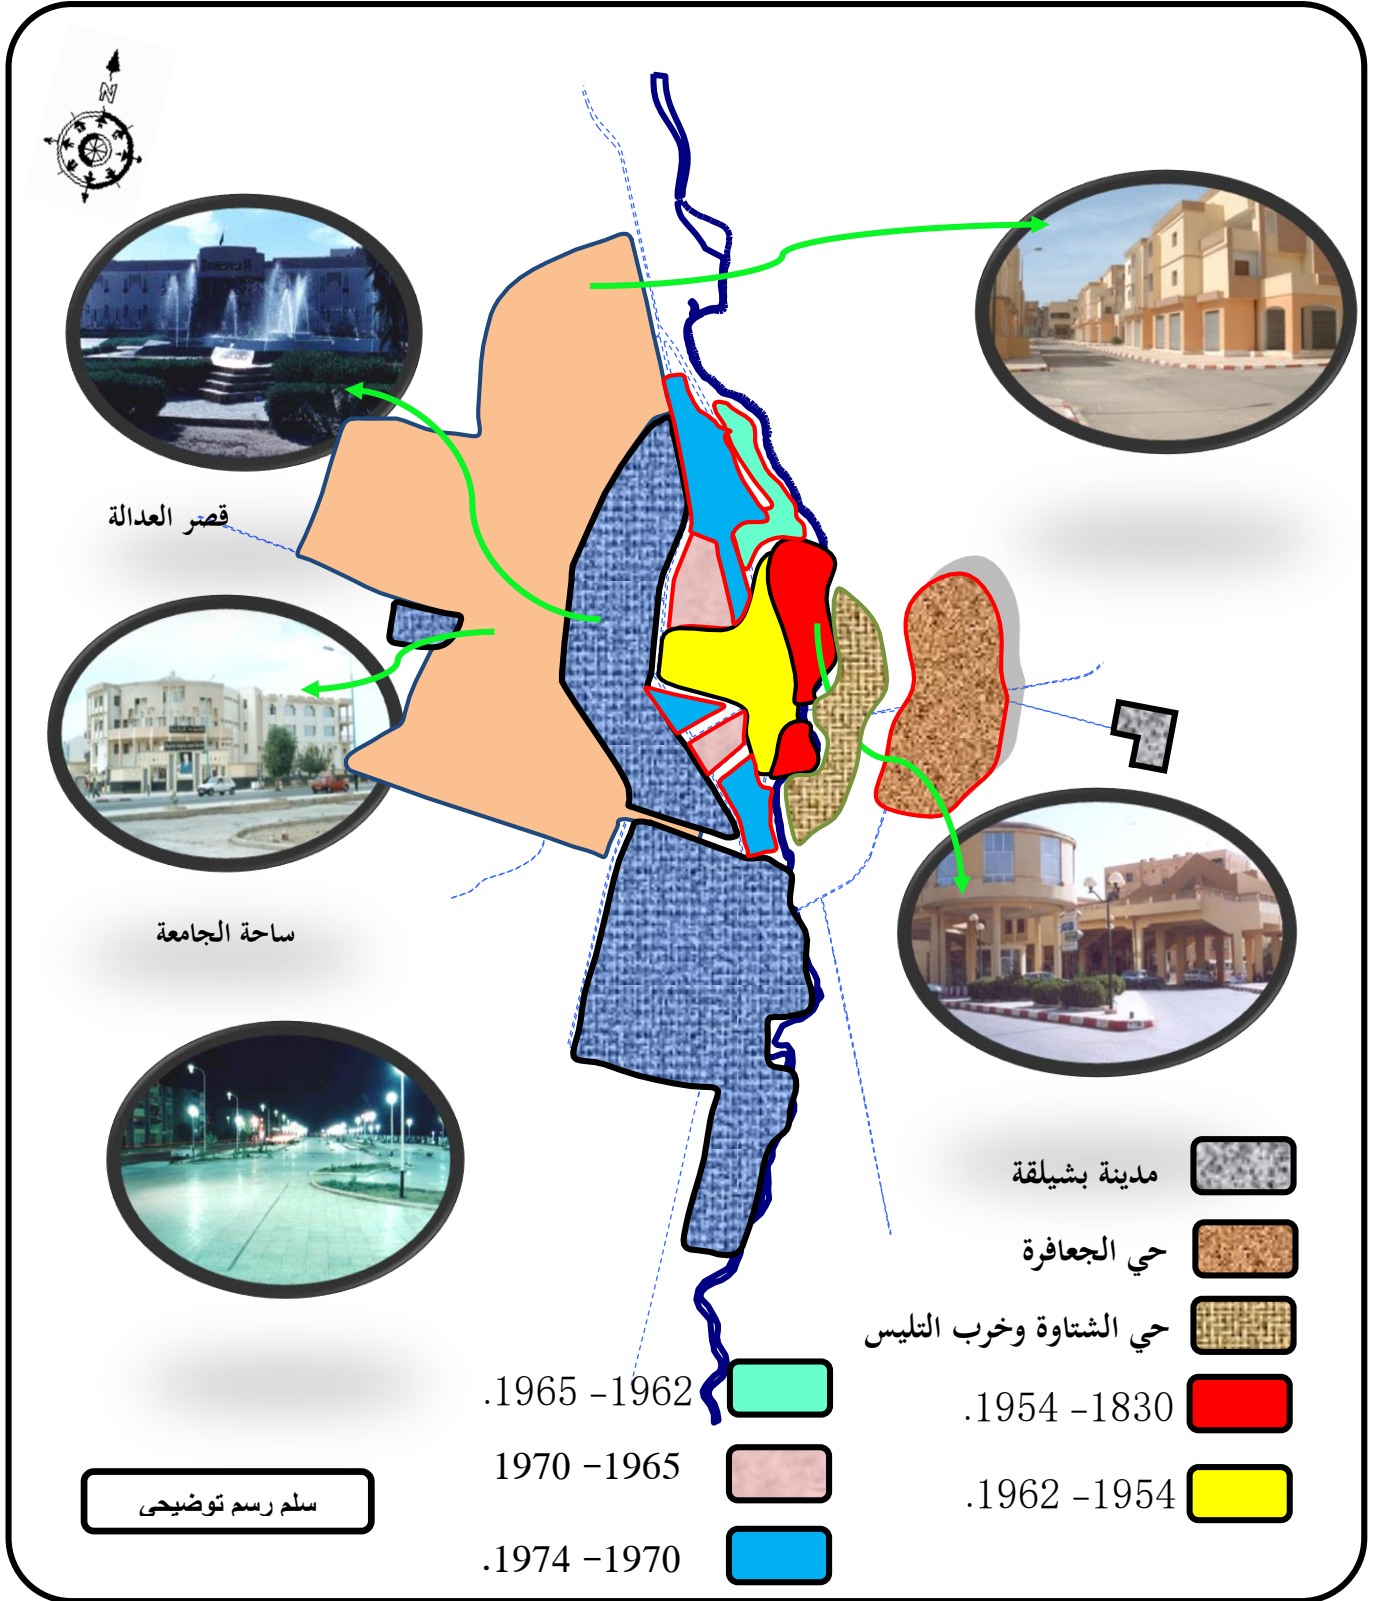 N
قصر العدالة
ساحة الجامعة
مدينة بشيلقة
حي الجعافرة
حي الشتاوة وخرب التليس
1830– 1954.
1954– 1962.
1962– 1965.
1965– 1970
1970– 1974.
سلم رسم توضيحي